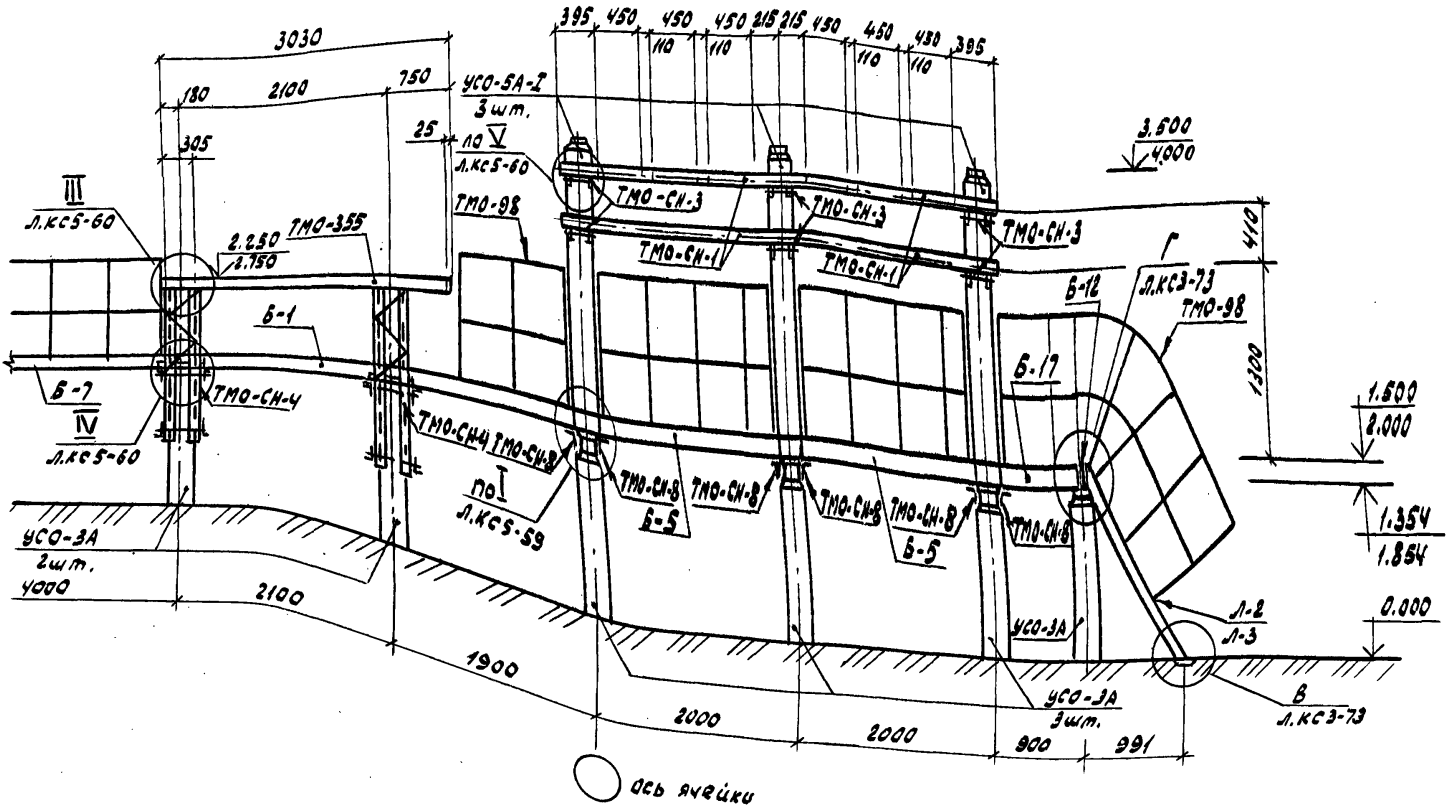 395 450 450 450 215 215 450 450 450 395
110 110 110 110
3030
180 2100 750
305
25
УСО-5А-I
3 шт.
по V
Л.КС5-60
3.500
4.000
III
Л.КС5-60
2.250
2.750
ТМО-355
ТМО-98
ТМО-СН-3
ТМО-СН-3
ТМО-СН-3
ТМО-СН-1
ТМО-СН-1
410
Г
Л.КС3-73
ТМО-98
Б-12
Б-1
Б-17
1300
Б-7
IV
Л.КС5-60
ТМО-СН-4
ТМО-СН-4
ТМО-СН-8
по I
Л.КС5-59
ТМО-СН-8
Б-5
ТМО-СН-8
ТМО-СН-8
ТМО-СН-8
Б-5
ТМО-СН-8
1.500
2.000
1.354
1.854
УСО-3А
2шт.
4000
2100
1900
2000
2000
900
991
УСО-3А
Л-2
Л-3
0.000
УСО-3А
3шт.
В
Л.КС3-73
ось ячейки